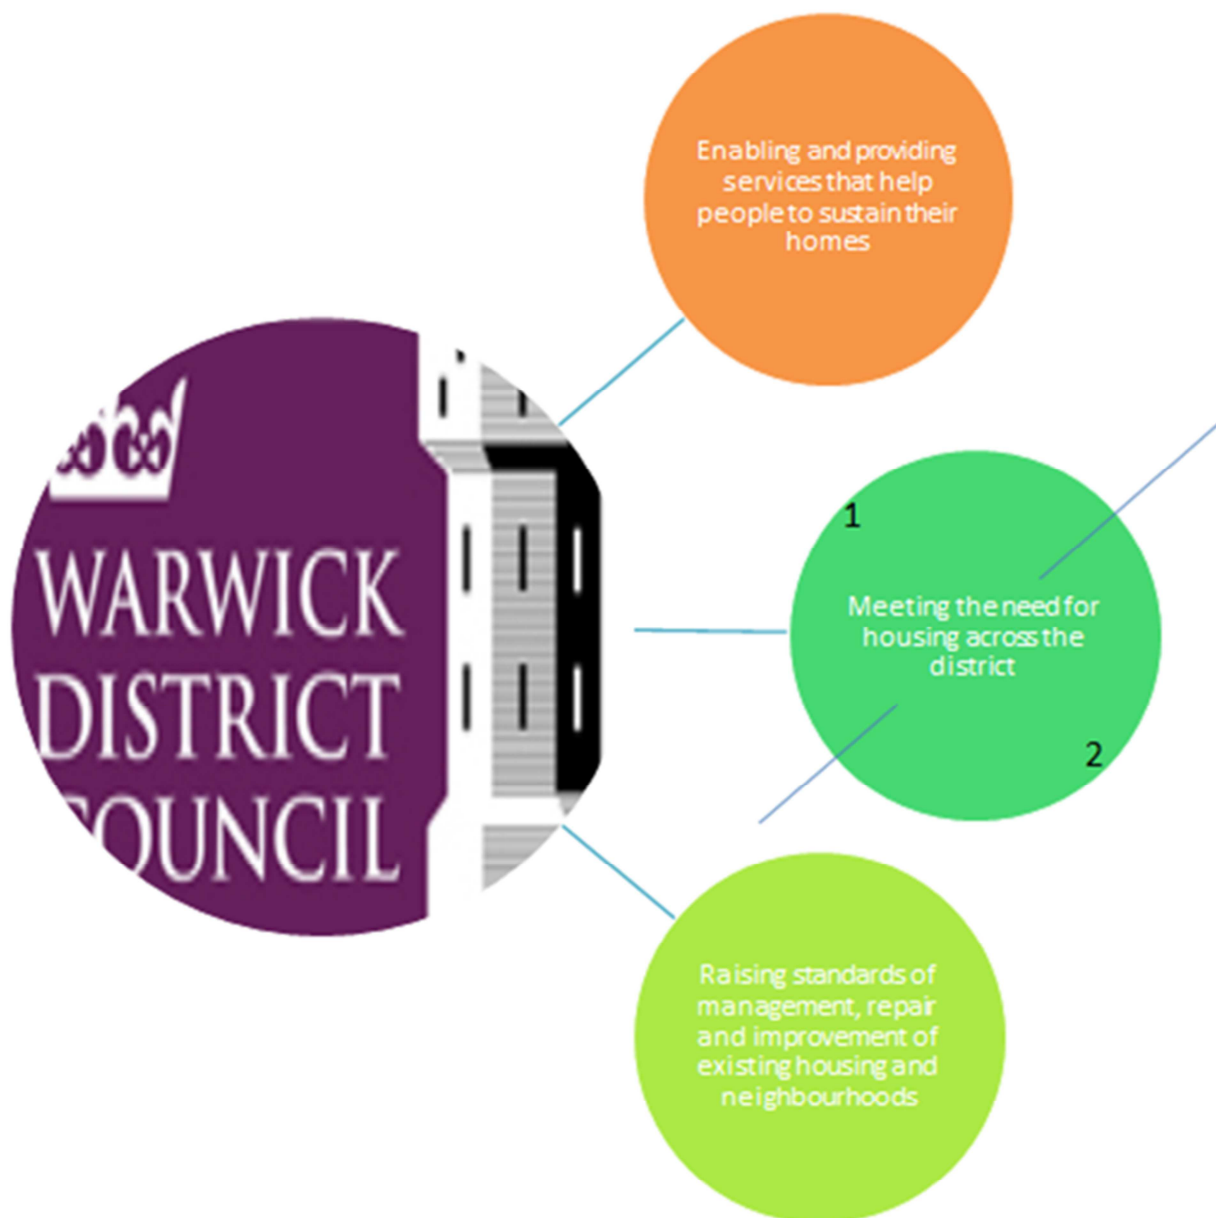 Enabling and providing
services that help
people to sustain their
homes
WARWICK
DISTRICT
COUNCIL
1
Meeting the need for
housing across the
district
2
Raising standards of
management, repair
and improvement of
existing housing and
neighbourhoods